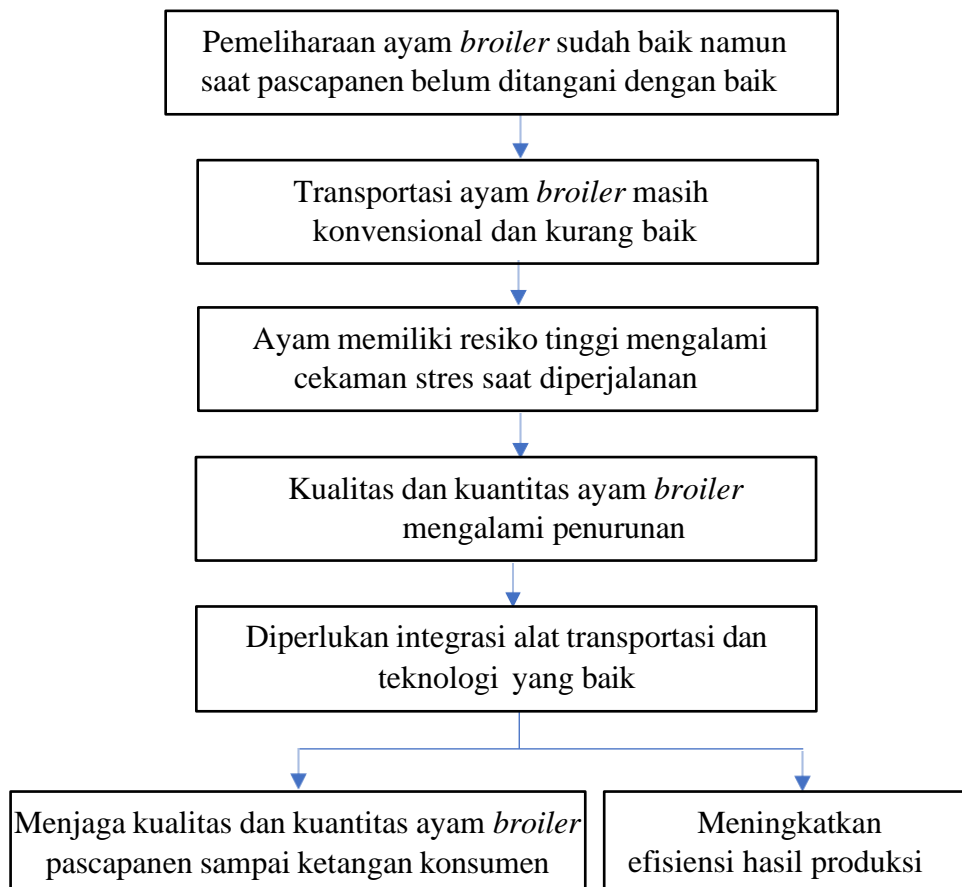 Pemeliharaan ayam broiler sudah baik namun
saat pascapanen belum ditangani dengan baik
Transportasi ayam broiler masih
konvensional dan kurang baik
Ayam memiliki resiko tinggi mengalami
cekaman stres saat diperjalanan
Kualitas dan kuantitas ayam broiler
mengalami penurunan
Diperlukan integrasi alat transportasi dan
teknologi yang baik
Menjaga kualitas dan kuantitas ayam broiler
pascapanen sampai ketangan konsumen
Meningkatkan
efisiensi hasil produksi